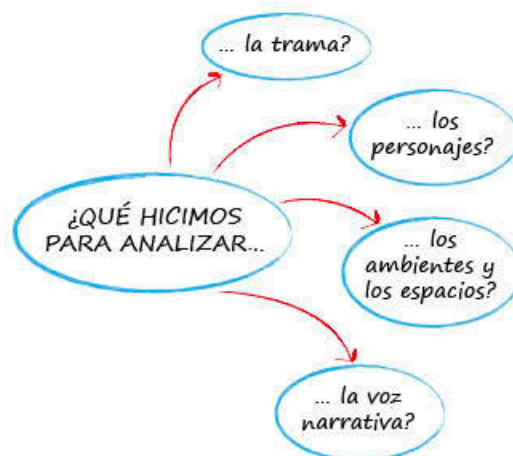 ... la trama?
... los
personajes?
¿QUÉ HICIMOS
PARA ANALIZAR...
... los
ambientes y
los espacios?
... la voz
narrativa?